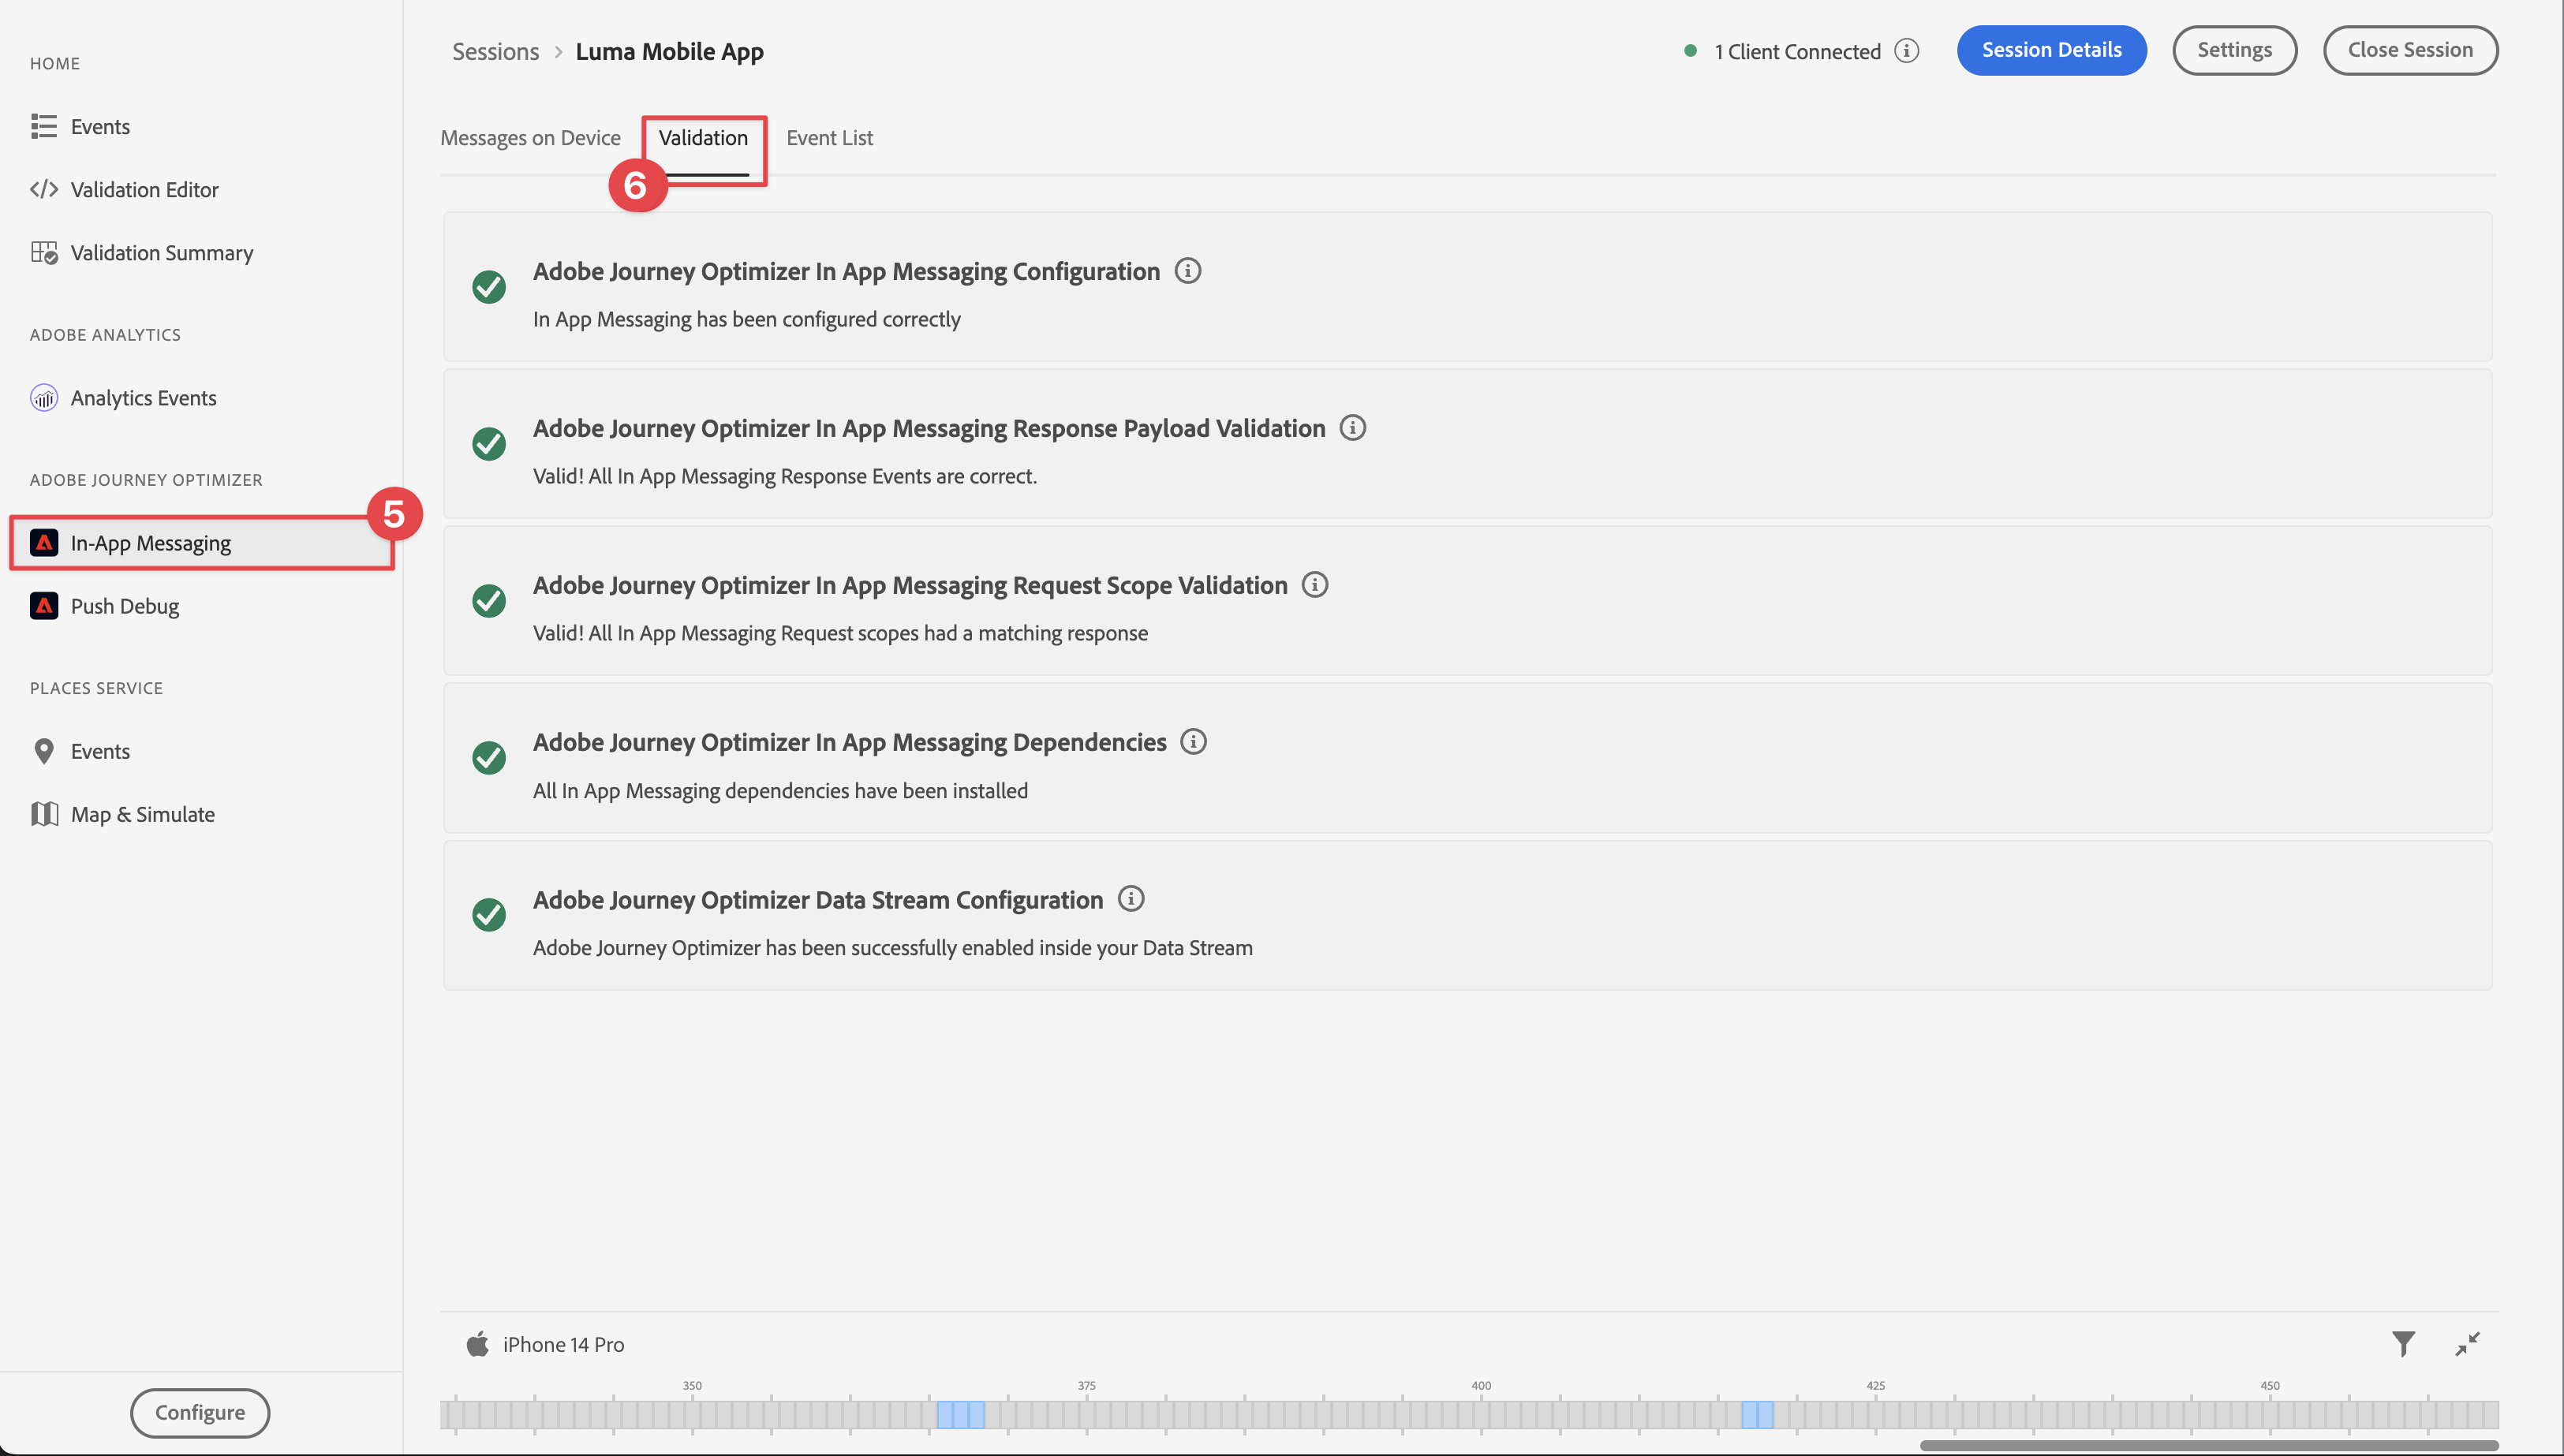 HOME
Events
Validation Editor
Validation Summary
ADOBE ANALYTICS
Analytics Events
ADOBE JOURNEY OPTIMIZER
5
In-App Messaging
Push Debug
PLACES SERVICE
Events
Map & Simulate
Configure
Sessions > Luma Mobile App
1 Client Connected
Session Details
Settings
Close Session
Messages on Device Validation Event List
6
Adobe Journey Optimizer In App Messaging Configuration
In App Messaging has been configured correctly
Adobe Journey Optimizer In App Messaging Response Payload Validation
Valid! All In App Messaging Response Events are correct.
Adobe Journey Optimizer In App Messaging Request Scope Validation
Valid! All In App Messaging Request scopes had a matching response
Adobe Journey Optimizer In App Messaging Dependencies
All In App Messaging dependencies have been installed
Adobe Journey Optimizer Data Stream Configuration
Adobe Journey Optimizer has been successfully enabled inside your Data Stream
iPhone 14 Pro
350 375 400 425 450